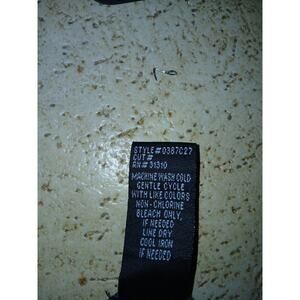 STYLE# 0387C27
CUT#
RN# 31310
MACHINE WASH COLD
GENTLE CYCLE
WITH LIKE COLORS
NON-CHLORINE
BLEACH ONLY,
IF NEEDED
LINE DRY
COOL IRON
IF NEEDED